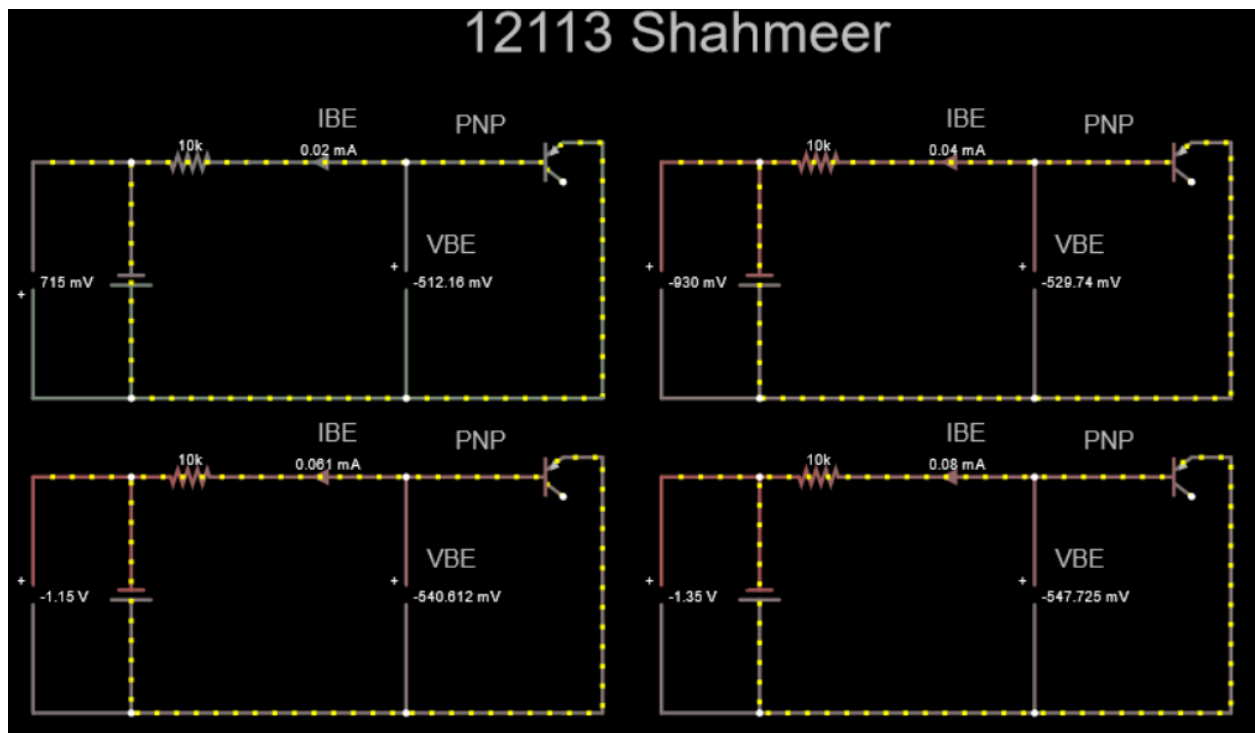 12113 Shahmeer
IBE
PNP
10k
0.02 mA
VBE
+
715 mV
-512.16 mV
+
IBE
PNP
10k
0.04 mA
VBE
+
-930 mV
+
-529.74 mV
IBE
PNP
10k
0.061 mA
VBE
+
-1.15 V
+
-540.612 mV
IBE
PNP
10k
0.08 mA
VBE
+
-1.35 V
+
-547.725 mV